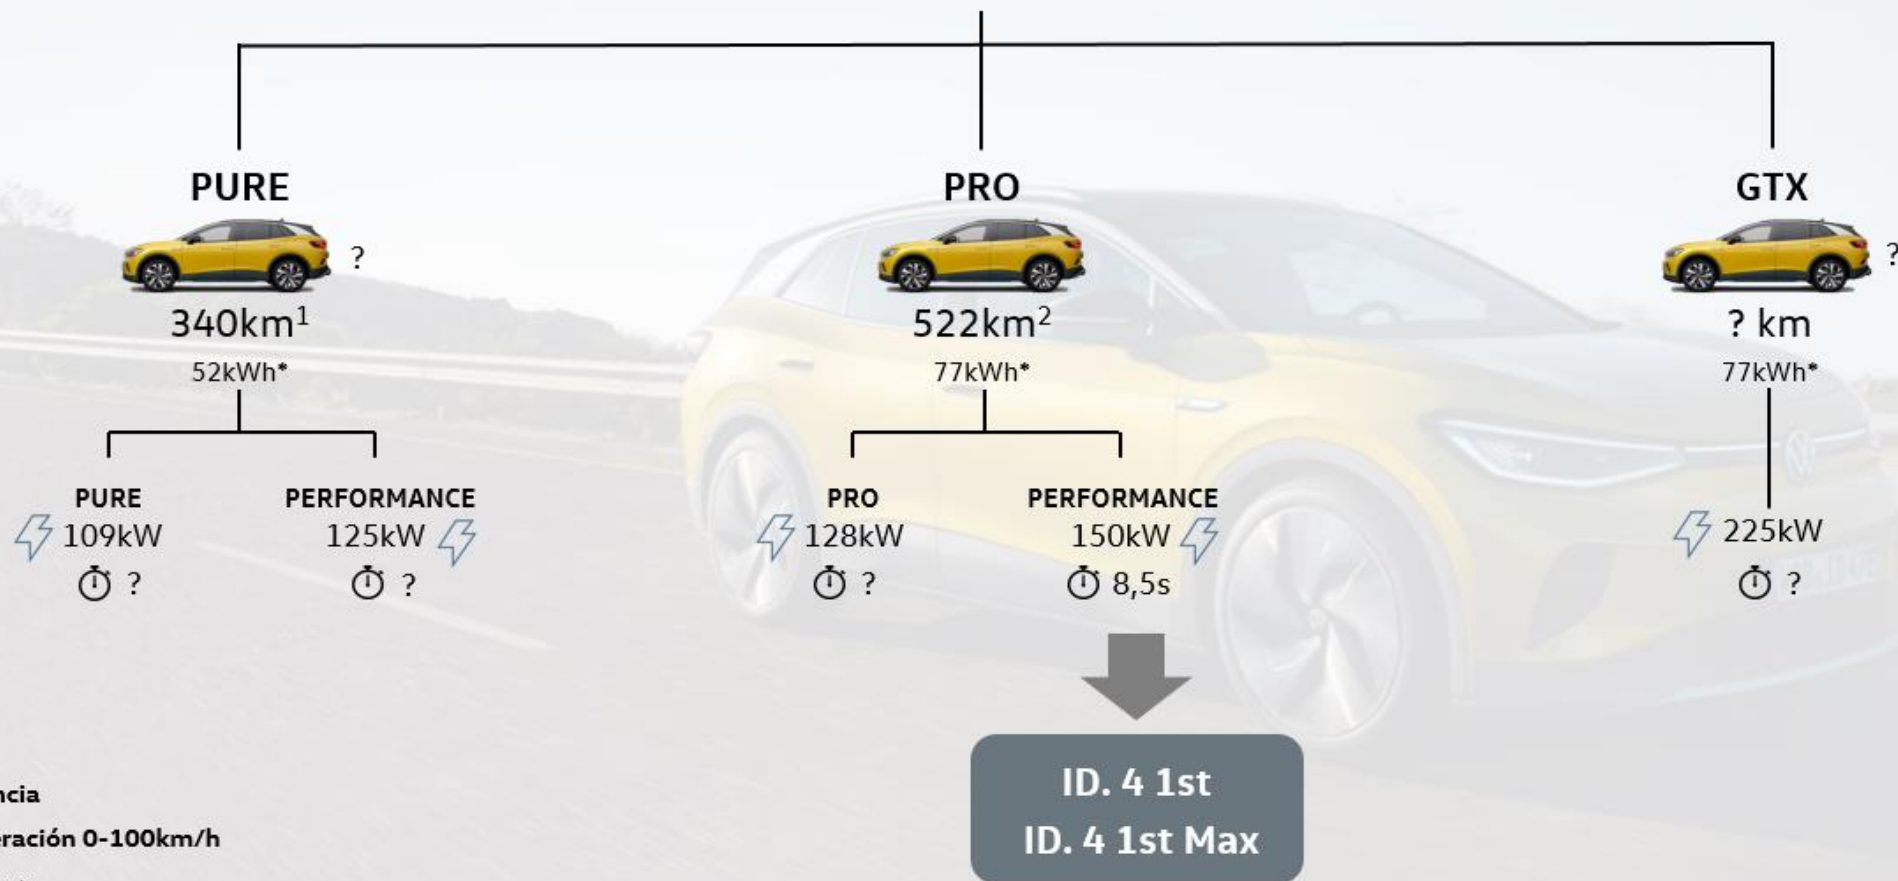 PURE
?
340km¹
52kWh*
PRO
522km²
77kWh*
GTX
?
? km
77kWh*
PURE
109kW
?
PERFORMANCE
125kW
?
PRO
128kW
?
PERFORMANCE
150kW
8,5s
225kW
?
ID. 4 1st
ID. 4 1st Max
ncia
eración 0-100km/h